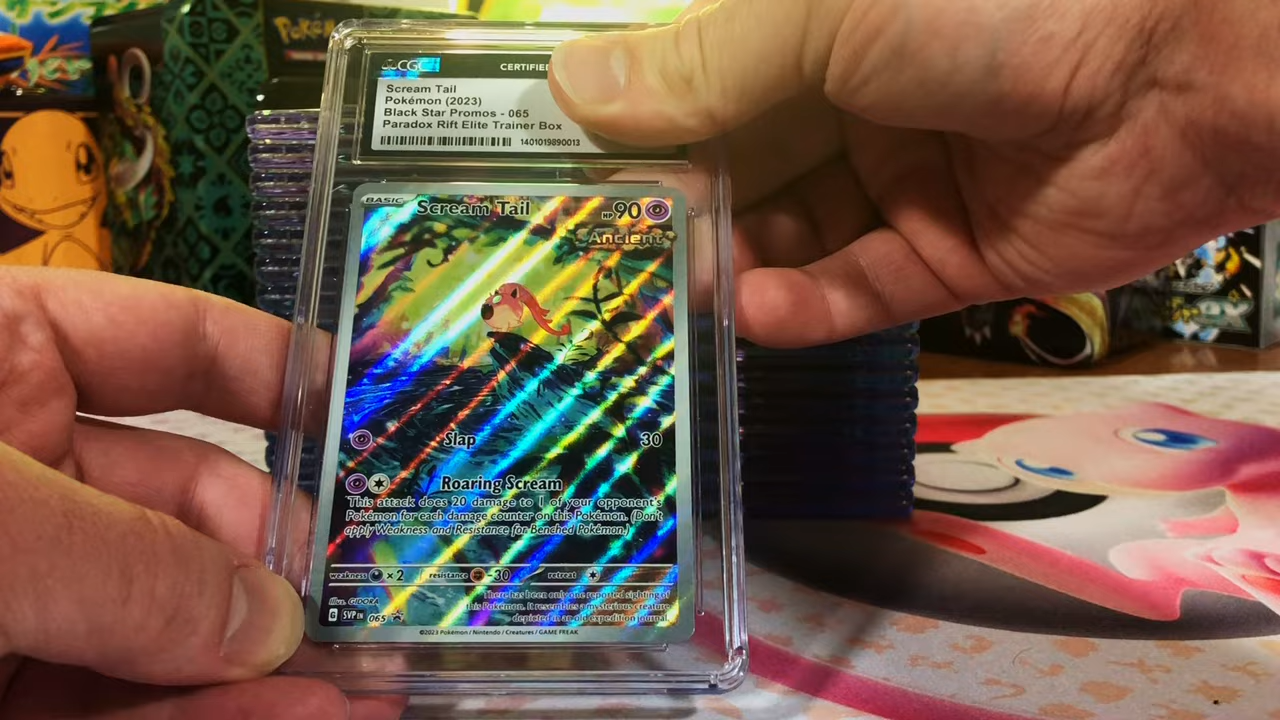 Pokém
CGC
CERTIFIED
Scream Tail
Pokémon (2023)
Black Star Promos - 065
Paradox Rift Elite Trainer Box
1401019890013
BASIC Scream Tail HP 90
Ancient
Slap 30
Roaring Scream
This attack does 20 damage to 1 of your opponent's
Pokémon for each damage counter on this Pokémon. (Don't
apply Weakness and Resistance for Benched Pokémon.)
weakness ×2 resistance -30 retreat
There has been only one reported sighting of
this Pokémon. It resembles a mysterious creature
depicted in an old expedition journal.
Illus. GIDORA
G SVP EN 065
©2023 Pokémon / Nintendo / Creatures / GAME FREAK
ex